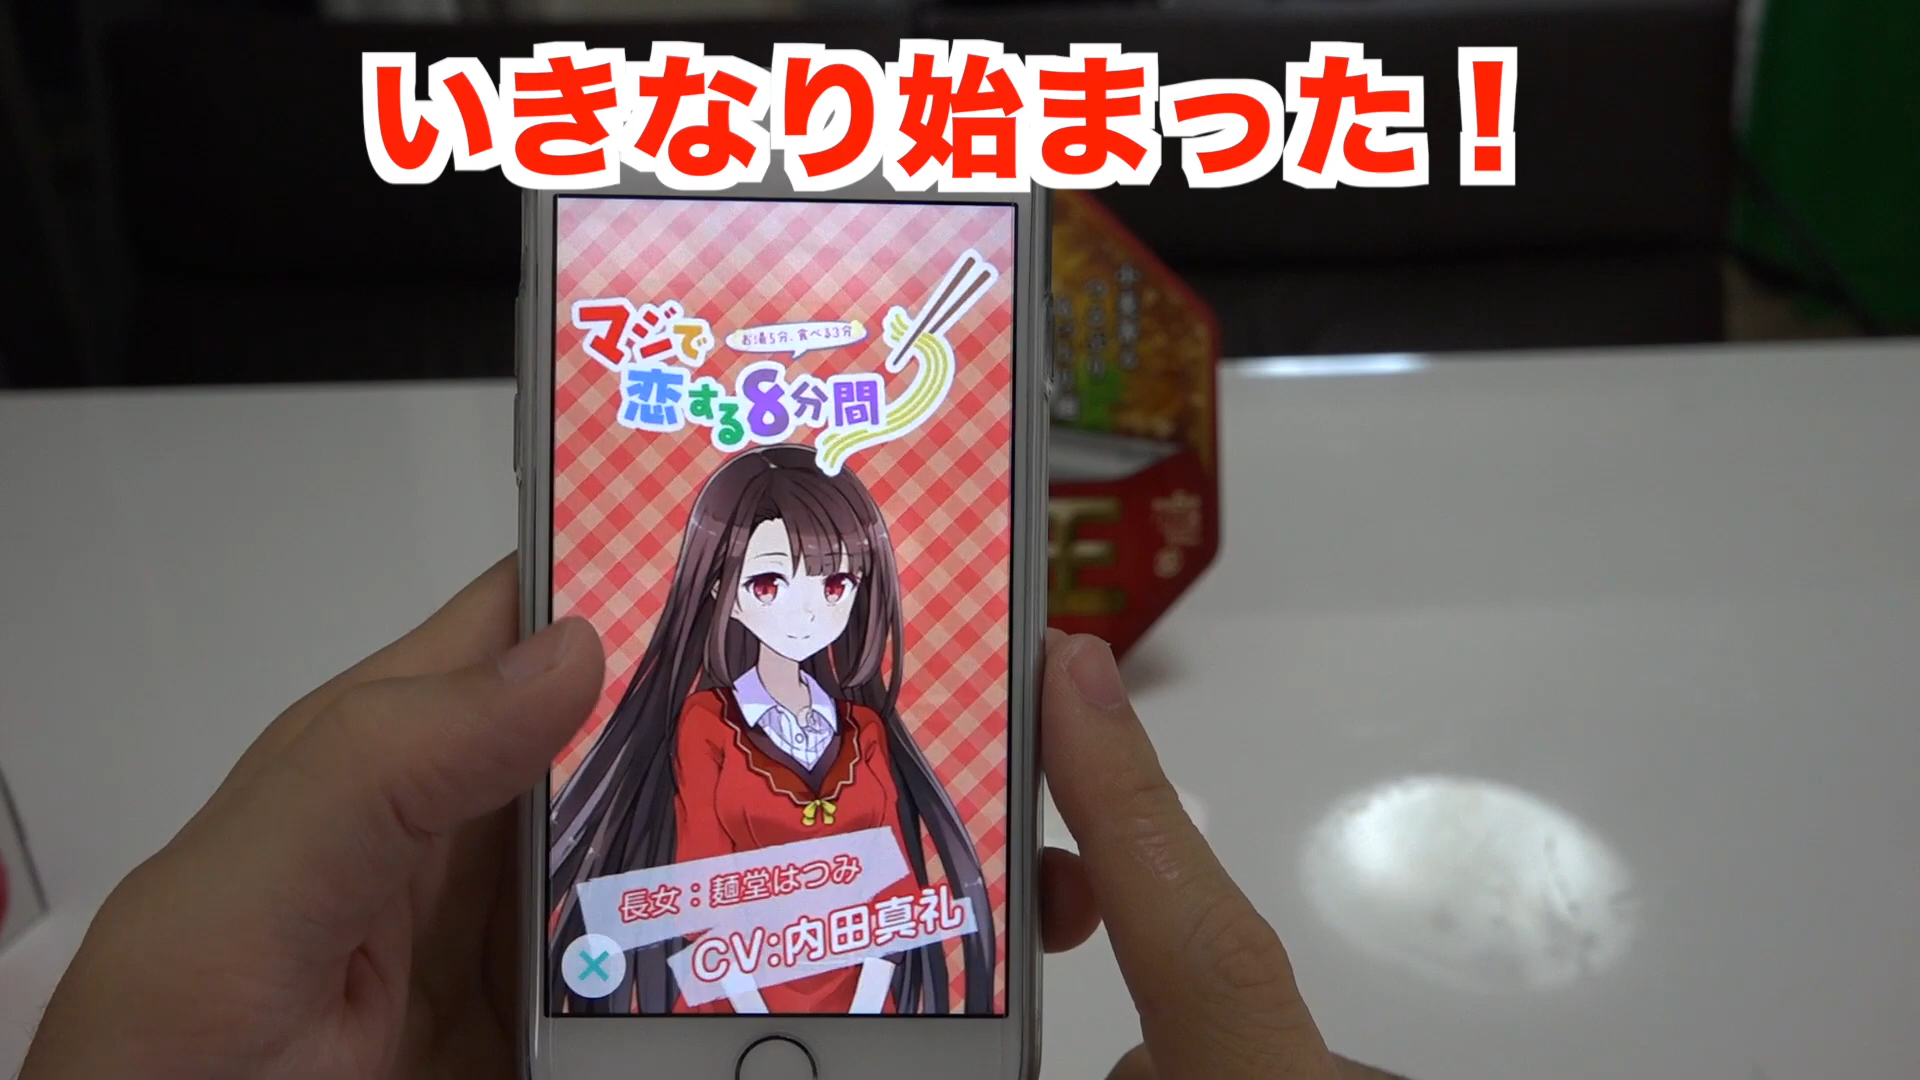 いきなり始まった!
マジで
お湯5分、食べる3分
恋する8分間
長女:麺堂はつみ
CV:内田真礼
王